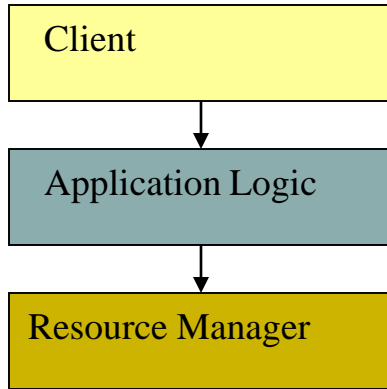 Client
Application Logic
Resource Manager